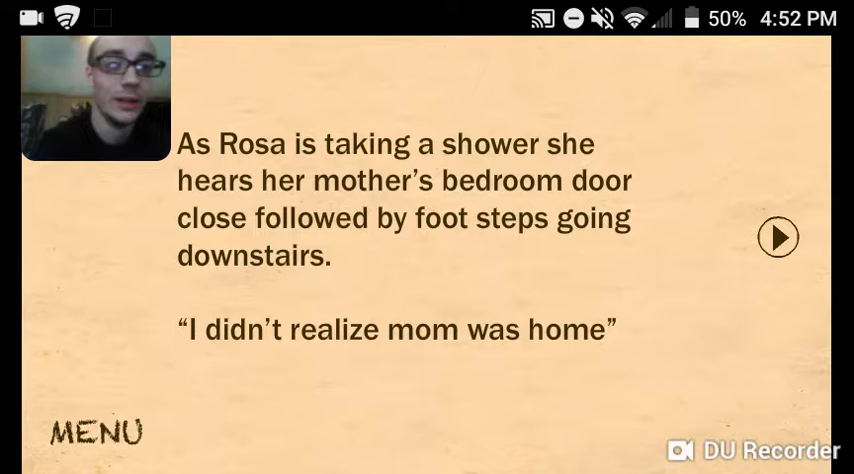 50% 4:52 PM
As Rosa is taking a shower she
hears her mother's bedroom door
close followed by foot steps going
downstairs.
“I didn't realize mom was home”
MENU
DU Recorder